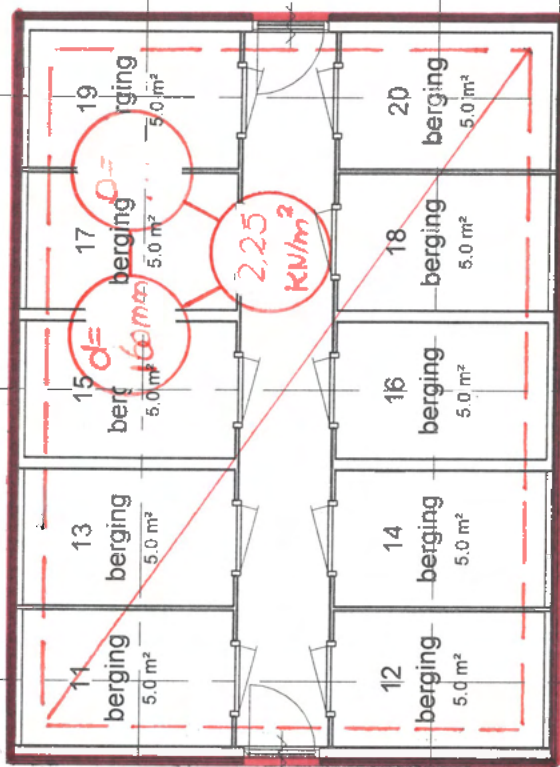 19
berging
5.0 m²
20
berging
5.0 m²
17
berging
5.0 m²
18
berging
5.0 m²
15
berg
5.0 m²
16
berging
5.0 m²
13
berging
5.0 m²
14
berging
5.0 m²
11
berging
5.0 m²
12
berging
5.0 m²
d=
160mm
2,25
KN/m²